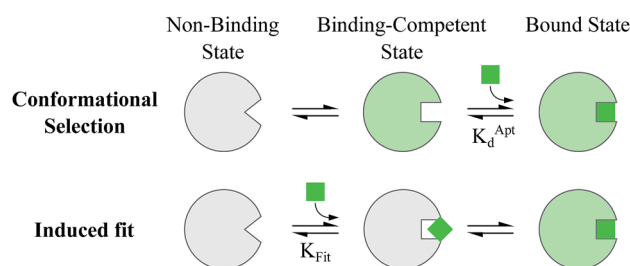 Non-Binding State
Binding-Competent State
Bound State
Conformational Selection
K_d^Apt
Induced fit
K_Fit